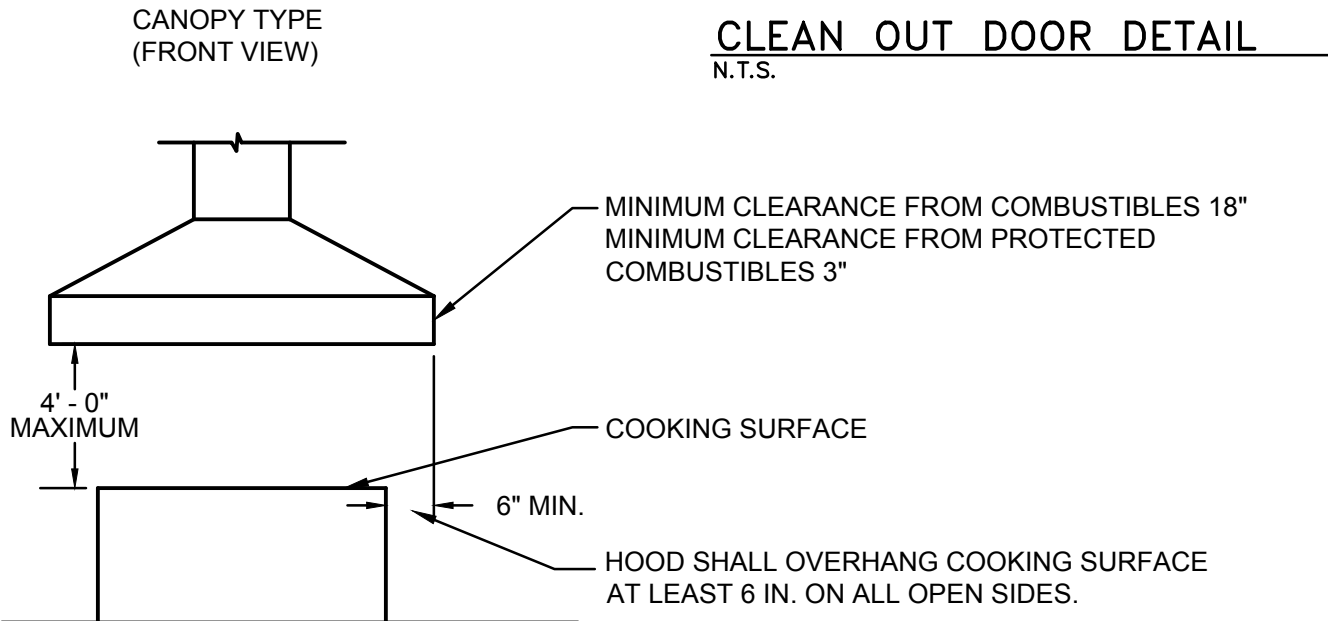 CANOPY TYPE
(FRONT VIEW)
CLEAN OUT DOOR DETAIL
N.T.S.
MINIMUM CLEARANCE FROM COMBUSTIBLES 18"
MINIMUM CLEARANCE FROM PROTECTED
COMBUSTIBLES 3"
4' - 0"
MAXIMUM
COOKING SURFACE
6" MIN.
HOOD SHALL OVERHANG COOKING SURFACE
AT LEAST 6 IN. ON ALL OPEN SIDES.